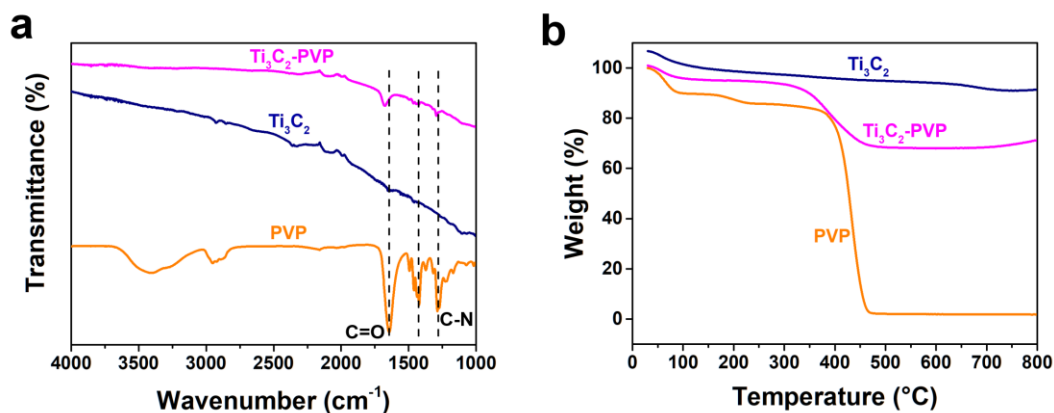 a
Transmittance (%)
Ti₃C₂-PVP
Ti₃C₂
PVP
C=O
C-N
4000 3500 3000 2500 2000 1500 1000
Wavenumber (cm⁻¹)
b
Weight (%)
100
80
60
40
20
0
Ti₃C₂
Ti₃C₂-PVP
PVP
0 100 200 300 400 500 600 700 800
Temperature (°C)